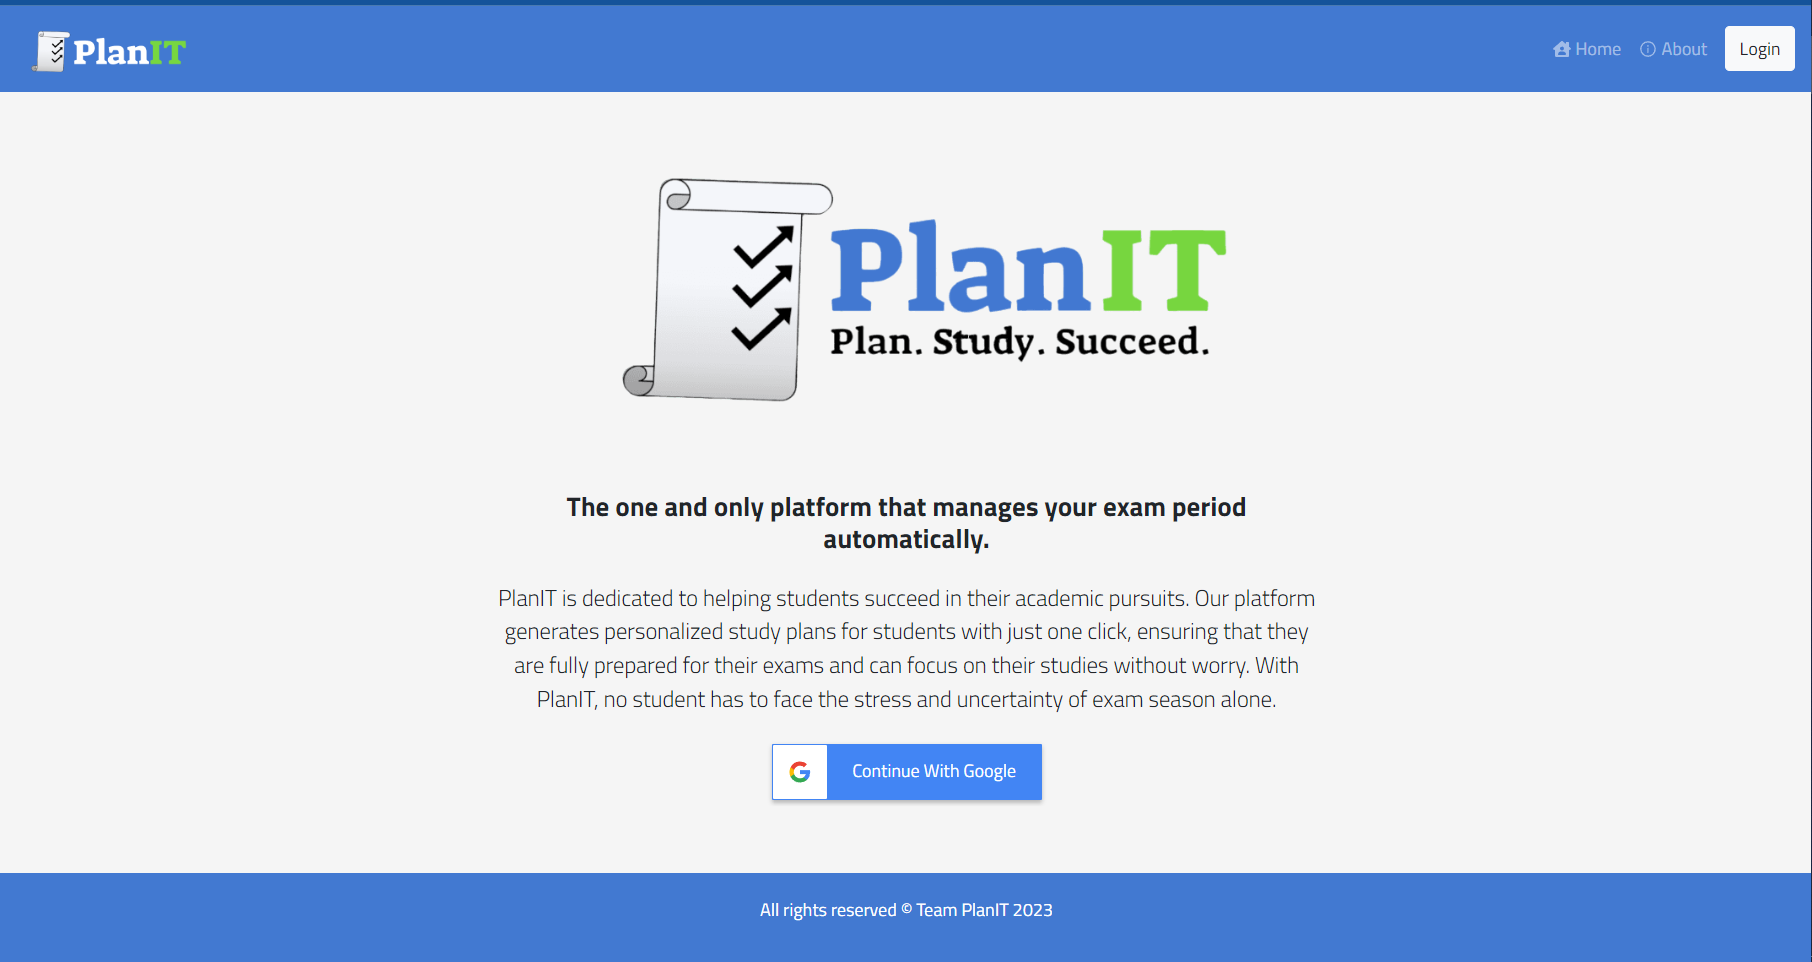 PlanIT
Home
About
Login
PlanIT
Plan. Study. Succeed.
The one and only platform that manages your exam period
automatically.
PlanIT is dedicated to helping students succeed in their academic pursuits. Our platform
generates personalized study plans for students with just one click, ensuring that they
are fully prepared for their exams and can focus on their studies without worry. With
PlanIT, no student has to face the stress and uncertainty of exam season alone.
Continue With Google
All rights reserved © Team PlanIT 2023